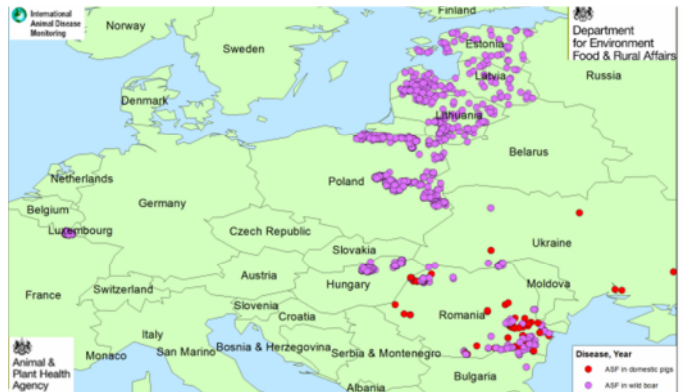 International
Animal Disease
Monitoring
Department
for Environment
Food & Rural Affairs
Finland
Norway
Sweden
Estonia
Latvia
Russia
Denmark
Lithuania
Belarus
Netherlands
Poland
Belgium
Germany
Luxembourg
Czech Republic
Ukraine
Slovakia
Austria
Hungary
Moldova
France
Switzerland
Slovenia
Croatia
Romania
Italy
Monaco
San Marino
Bosnia & Herzegovina
Serbia & Montenegro
Bulgaria
Albania
Animal &
Plant Health
Agency
Disease, Year
ASF in domestic pigs
ASF in wild boar